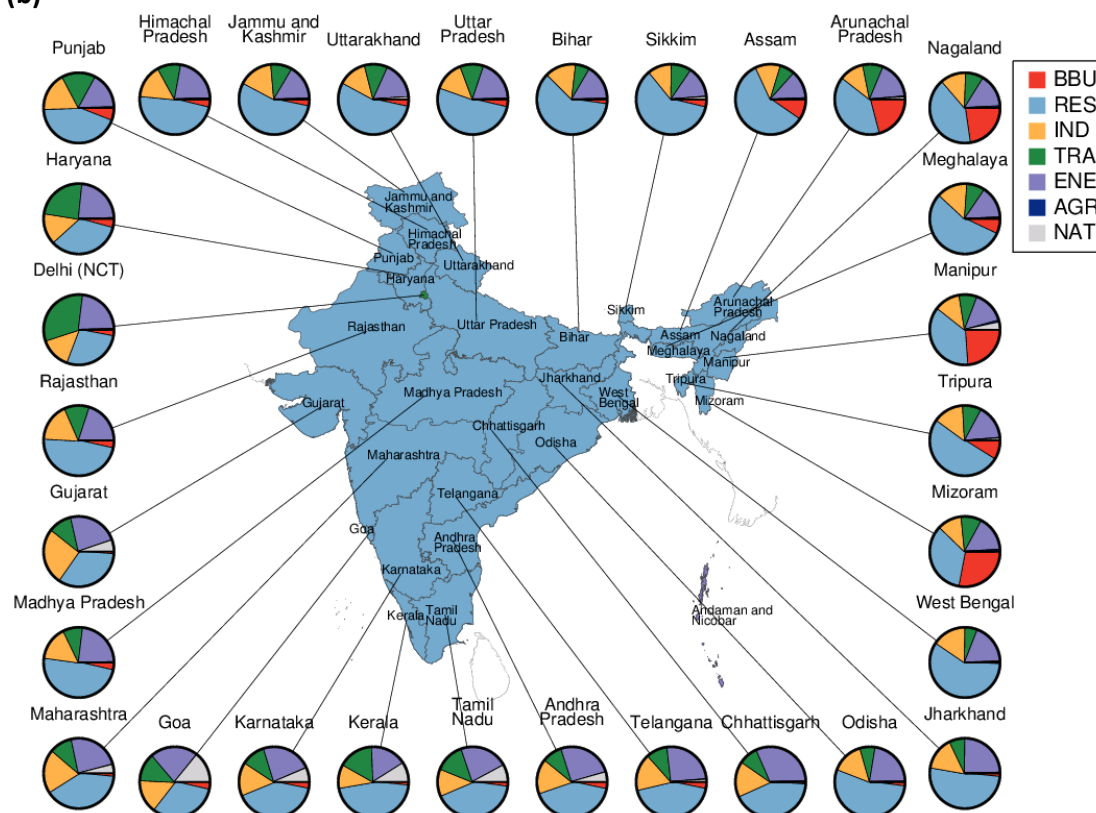 (b)
Punjab
Himachal
Pradesh
Jammu and
Kashmir
Uttarakhand
Uttar
Pradesh
Bihar
Sikkim
Assam
Arunachal
Pradesh
Nagaland
BBU
RES
IND
TRA
ENE
AGR
NAT
Haryana
Delhi (NCT)
Rajasthan
Gujarat
Madhya Pradesh
Maharashtra
Meghalaya
Manipur
Tripura
Mizoram
West Bengal
Jharkhand
Goa
Karnataka
Kerala
Tamil
Nadu
Andhra
Pradesh
Telangana
Chhattisgarh
Odisha
Jammu and
Kashmir
Himachal
Pradesh
Punjab
Uttarakhand
Haryana
Rajasthan
Uttar Pradesh
Bihar
Sikkim
Arunachal
Pradesh
Assam
Nagaland
Meghalaya
Manipur
Tripura
Mizoram
Jharkhand
West
Bengal
Madhya Pradesh
Gujarat
Chhattisgarh
Odisha
Maharashtra
Telangana
Goa
Andhra
Pradesh
Karnataka
Kerala
Tamil
Nadu
Andaman and
Nicobar